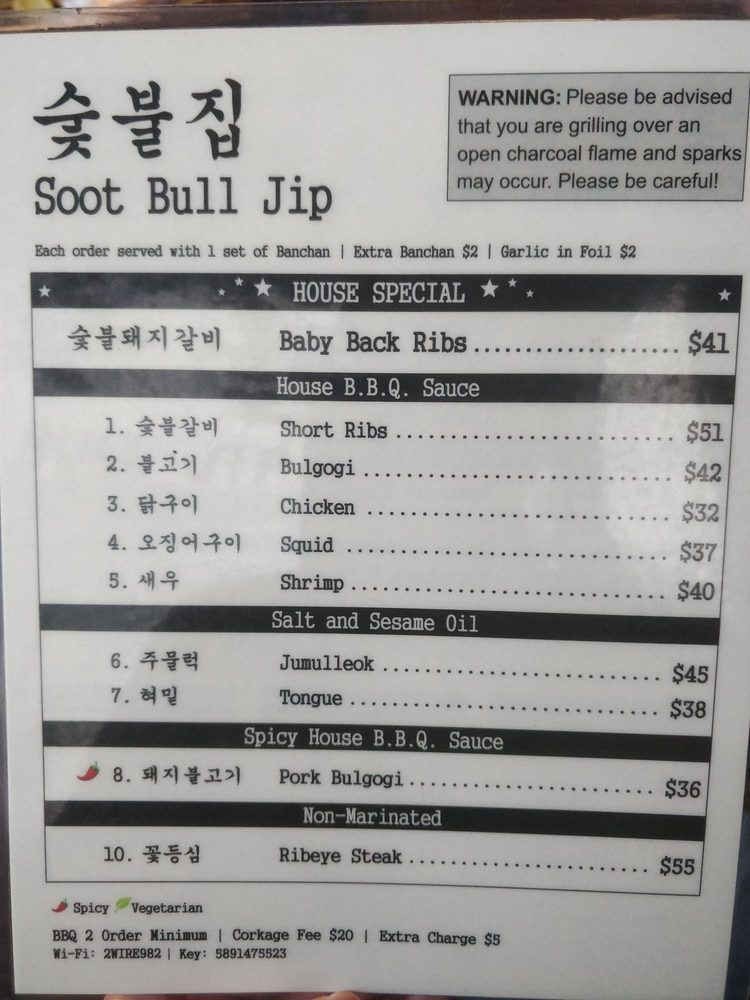 숯불집
Soot Bull Jip
WARNING: Please be advised
that you are grilling over an
open charcoal flame and sparks
may occur. Please be careful!
Each order served with 1 set of Banchan | Extra Banchan $2 | Garlic in Foil $2
HOUSE SPECIAL
숯불돼지갈비 Baby Back Ribs.................... $41
House B.B.Q. Sauce
1. 숯불갈비 Short Ribs ........................... $51
2. 불고기 Bulgogi .............................. $42
3. 닭구이 Chicken .............................. $32
4. 오징어구이 Squid ................................ $37
5. 새우 Shrimp ............................... $40
Salt and Sesame Oil
6. 주물럭 Jumulleok ........................... $45
7. 혀밑 Tongue .............................. $38
Spicy House B.B.Q. Sauce
8. 돼지불고기 Pork Bulgogi........................ $36
Non-Marinated
10. 꽃등심 Ribeye Steak........................ $55
Spicy Vegetarian
BBQ 2 Order Minimum | Corkage Fee $20 | Extra Charge $5
Wi-Fi: 2WIRE982 | Key: 5891475523